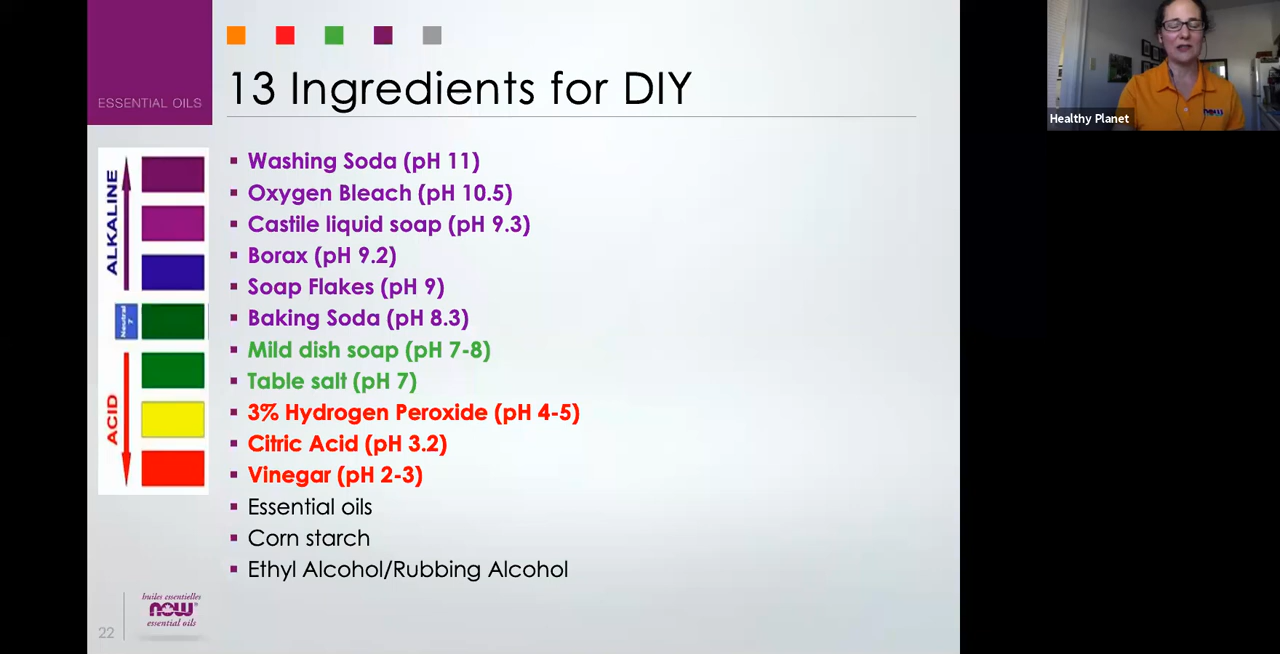 ESSENTIAL OILS
13 Ingredients for DIY
Healthy Planet
ALKALINE
Neutral
7
ACID
Washing Soda (pH 11)
Oxygen Bleach (pH 10.5)
Castile liquid soap (pH 9.3)
Borax (pH 9.2)
Soap Flakes (pH 9)
Baking Soda (pH 8.3)
Mild dish soap (pH 7-8)
Table salt (pH 7)
3% Hydrogen Peroxide (pH 4-5)
Citric Acid (pH 3.2)
Vinegar (pH 2-3)
Essential oils
Corn starch
Ethyl Alcohol/Rubbing Alcohol
22
huiles essentielles
NOW®
essential oils